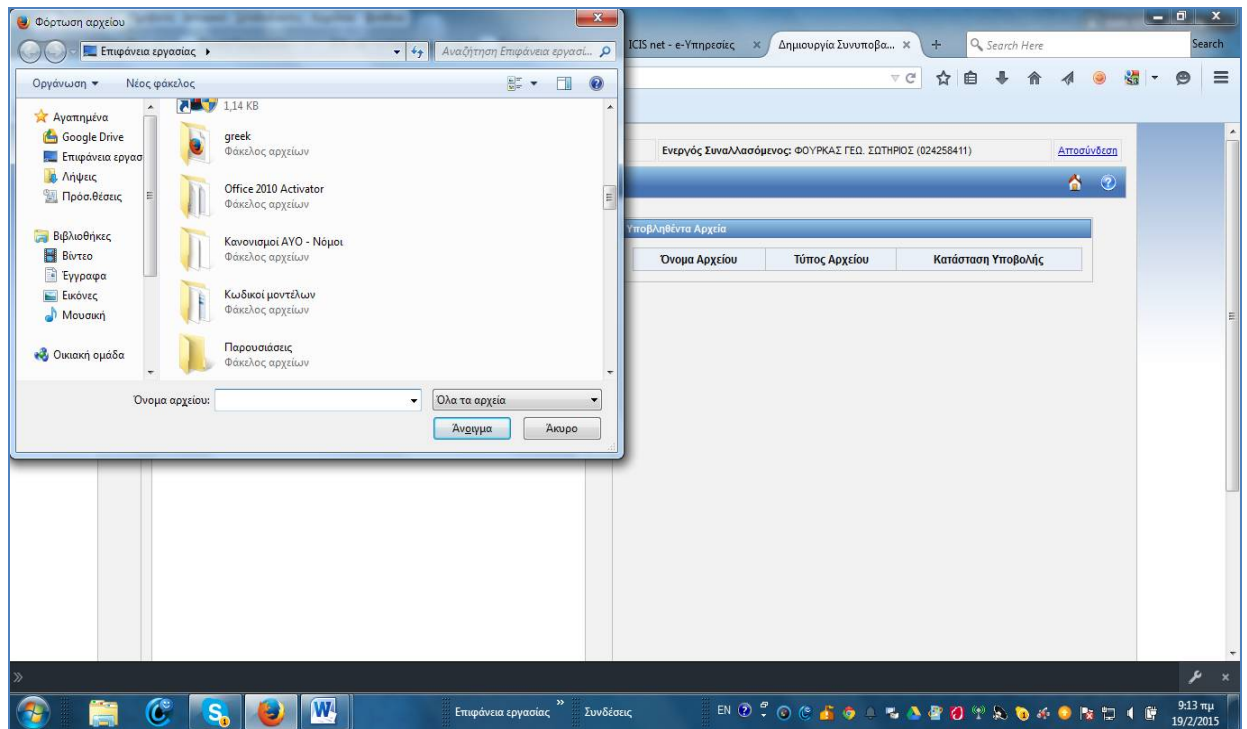 Φόρτωση αρχείου
Επιφάνεια εργασίας
Αναζήτηση Επιφάνεια εργασί...
Οργάνωση
Νέος φάκελος
Αγαπημένα
Google Drive
Επιφάνεια εργασ
Λήψεις
Πρόσ.θέσεις
Βιβλιοθήκες
Βίντεο
Έγγραφα
Εικόνες
Μουσική
Οικιακή ομάδα
1,14 KB
greek
Φάκελος αρχείων
Office 2010 Activator
Φάκελος αρχείων
Κανονισμοί ΑΥΟ - Νόμοι
Φάκελος αρχείων
Κωδικοί μοντέλων
Φάκελος αρχείων
Παρουσιάσεις
Φάκελος αρχείων
Όνομα αρχείου:
Όλα τα αρχεία
Άνοιγμα
Άκυρο
ICIS net - e-Υπηρεσίες
Δημιουργία Συνυποβα...
Search Here
Search
Ενεργός Συναλλασόμενος: ΦΟΥΡΚΑΣ ΓΕΩ. ΣΩΤΗΡΙΟΣ (024258411)
Αποσύνδεση
Υποβληθέντα Αρχεία
Όνομα Αρχείου
Τύπος Αρχείου
Κατάσταση Υποβολής
Επιφάνεια εργασίας
Συνδέσεις
EN
9:13 πμ
19/2/2015